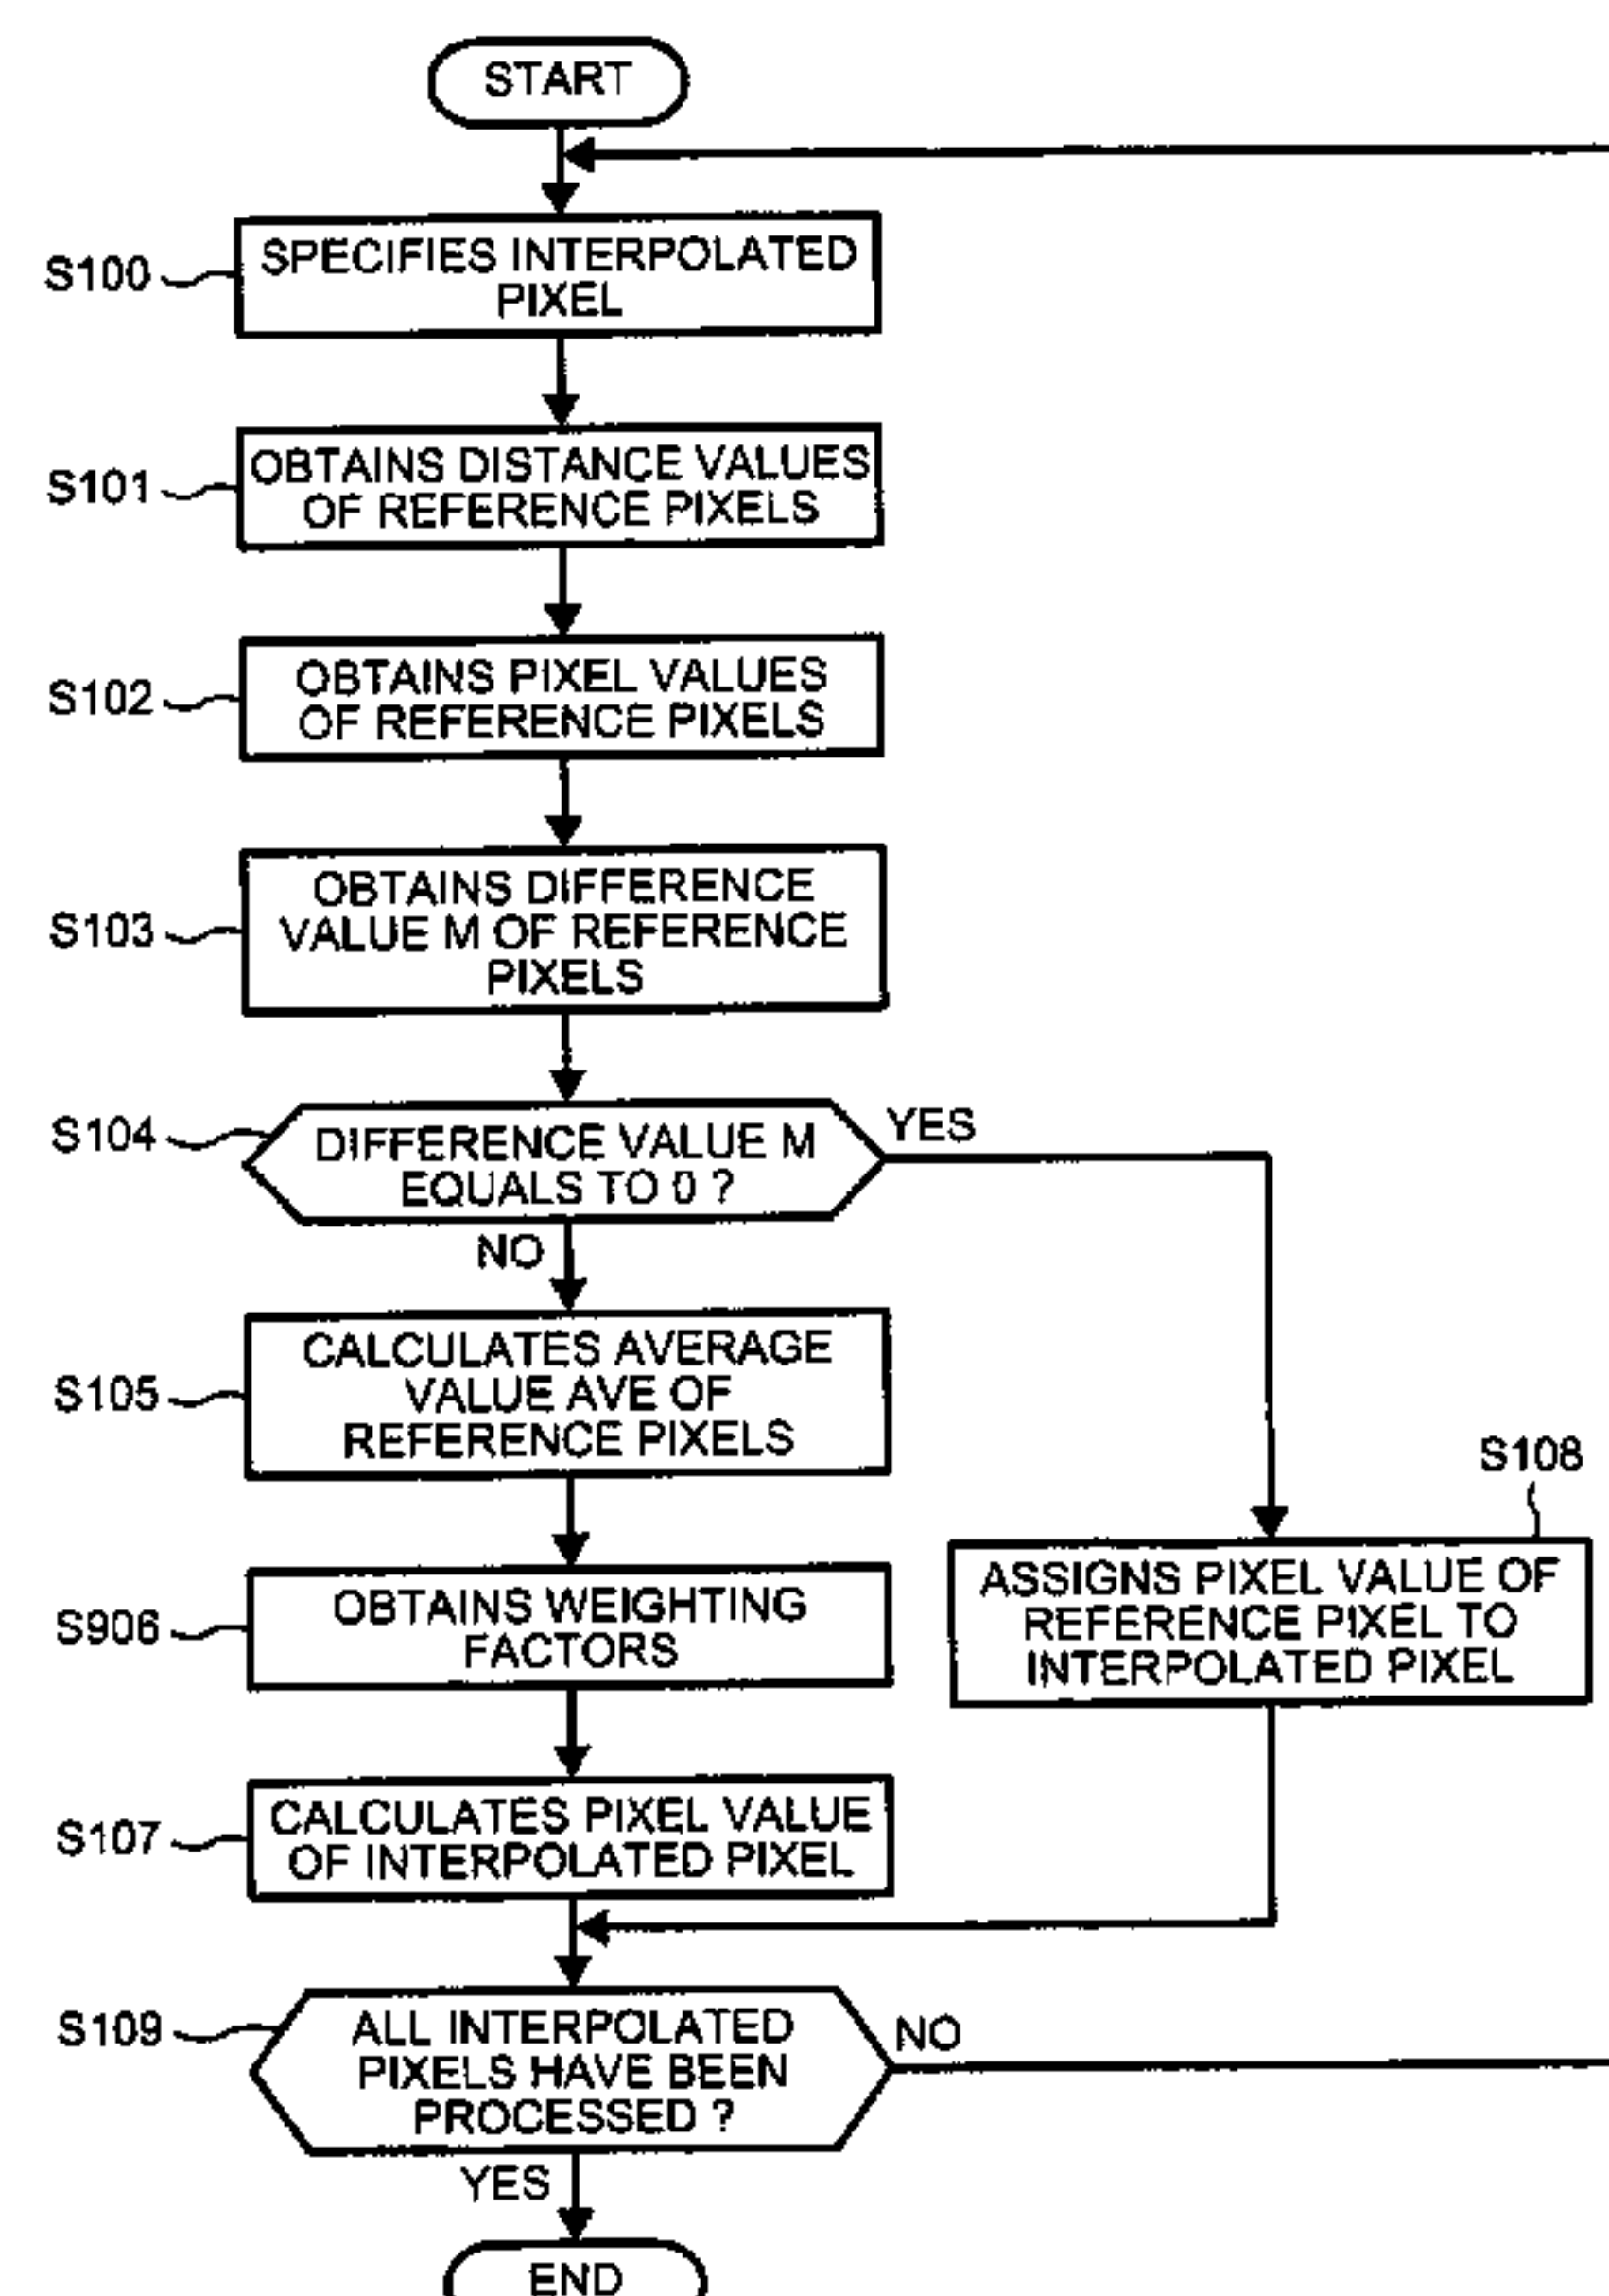 START
S100
SPECIFIES INTERPOLATED
PIXEL
S101
OBTAINS DISTANCE VALUES
OF REFERENCE PIXELS
S102
OBTAINS PIXEL VALUES
OF REFERENCE PIXELS
S103
OBTAINS DIFFERENCE
VALUE M OF REFERENCE
PIXELS
S104
DIFFERENCE VALUE M
EQUALS TO 0 ?
YES
NO
S105
CALCULATES AVERAGE
VALUE AVE OF
REFERENCE PIXELS
S108
ASSIGNS PIXEL VALUE OF
REFERENCE PIXEL TO
INTERPOLATED PIXEL
S906
OBTAINS WEIGHTING
FACTORS
S107
CALCULATES PIXEL VALUE
OF INTERPOLATED PIXEL
S109
ALL INTERPOLATED
PIXELS HAVE BEEN
PROCESSED ?
NO
YES
END